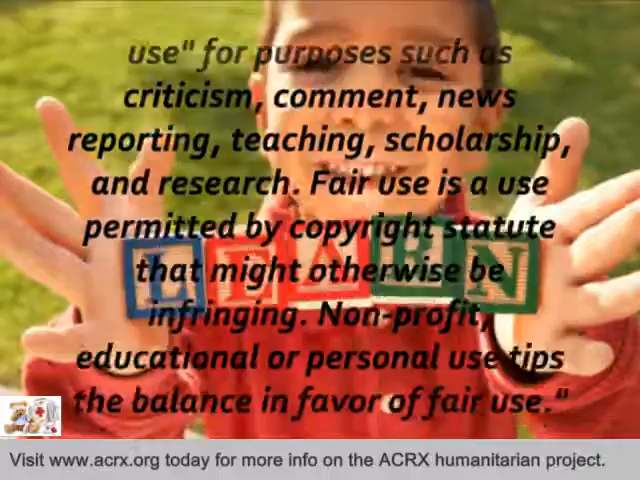 use" for purposes such as
criticism, comment, news
reporting, teaching, scholarship,
and research. Fair use is a use
permitted by copyright statute
that might otherwise be
infringing. Non-profit,
educational or personal use tips
the balance in favor of fair use."
LEARN
Visit www.acrx.org today for more info on the ACRX humanitarian project.